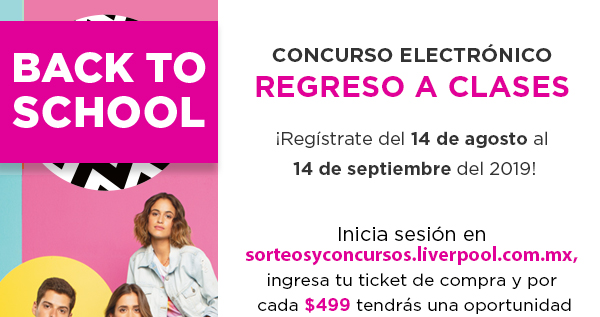 BACK TO
SCHOOL
CONCURSO ELECTRÓNICO
REGRESO A CLASES
¡Regístrate del 14 de agosto al
14 de septiembre del 2019!
Inicia sesión en
sorteosyconcursos.liverpool.com.mx,
ingresa tu ticket de compra y por
cada $499 tendrás una oportunidad